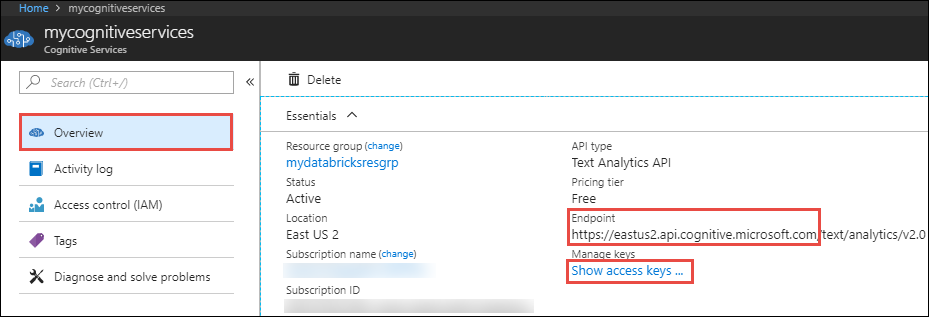 Home > mycognitiveservices
mycognitiveservices
Cognitive Services
Search (Ctrl+/)
«
Overview
Activity log
Access control (IAM)
Tags
Diagnose and solve problems
Delete
Essentials
Resource group (change)
mydatabricksresgrp
Status
Active
Location
East US 2
Subscription name (change)
Subscription ID
API type
Text Analytics API
Pricing tier
Free
Endpoint
https://eastus2.api.cognitive.microsoft.com/text/analytics/v2.0
Manage keys
Show access keys ...